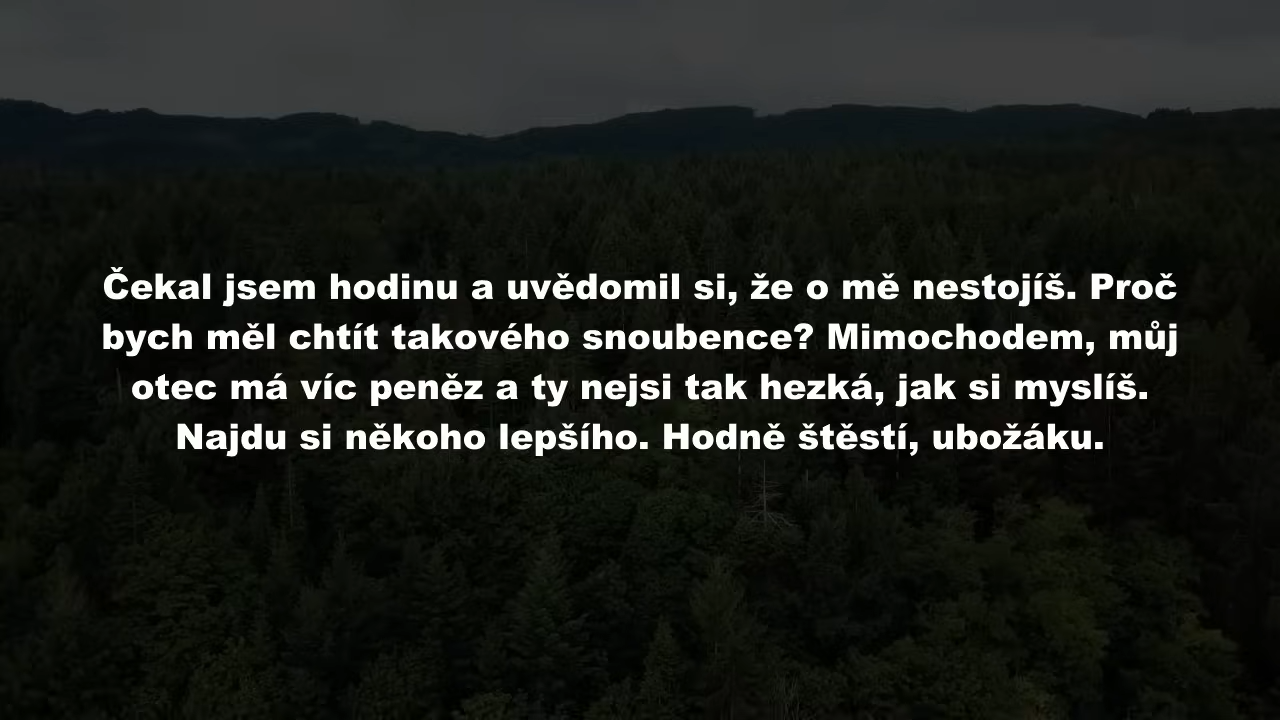 Čekal jsem hodinu a uvědomil si, že o mě nestojíš. Proč
bych měl chtít takového snoubence? Mimochodem, můj
otec má víc peněz a ty nejsi tak hezká, jak si myslíš.
Najdu si někoho lepšího. Hodně štěstí, ubožáku.